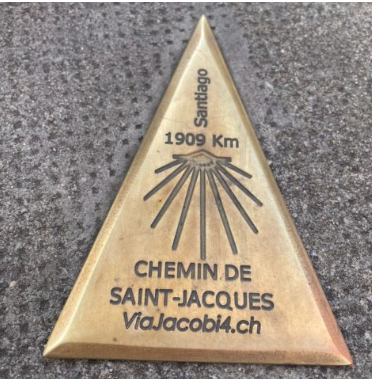 Santiago
1909 Km
CHEMIN DE
SAINT-JACQUES
ViaJacobi4.ch